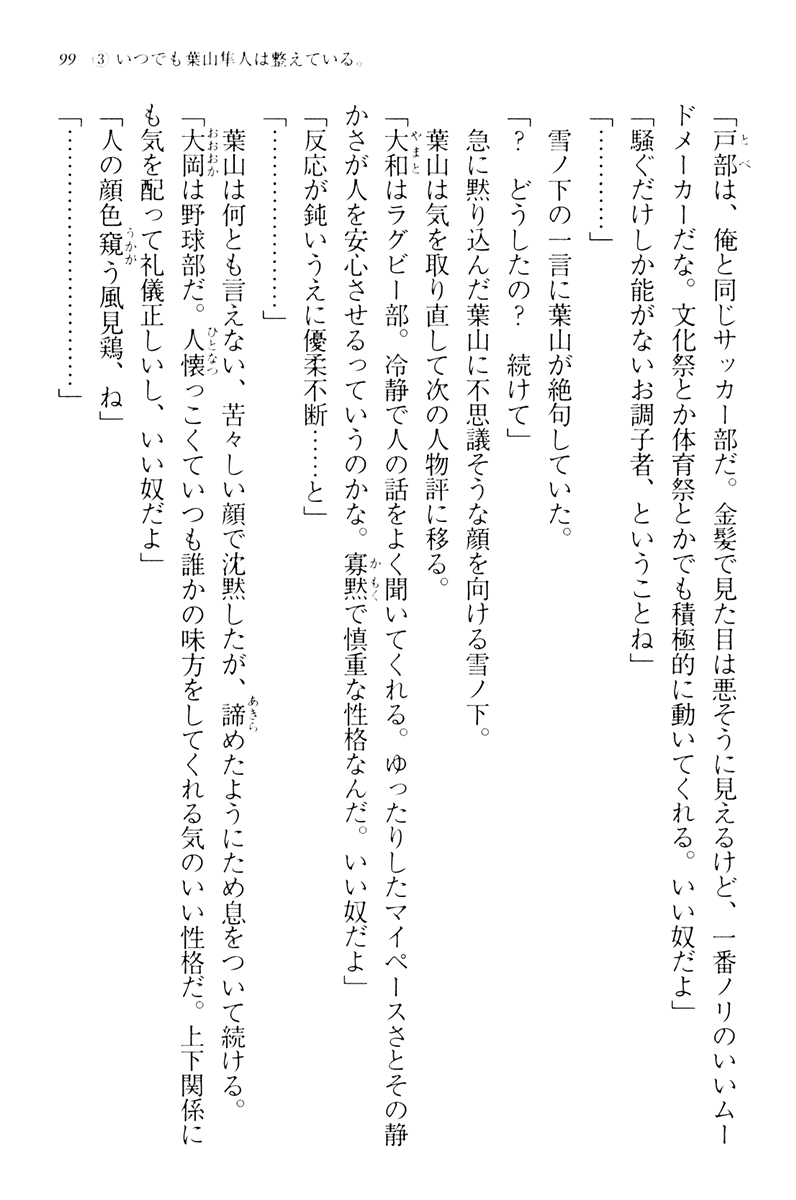 99 ③いつでも葉山隼人は整えている。
「戸部は、俺と同じサッカー部だ。金髪で見た目は悪そうに見えるけど、一番ノリのいいムー
ドメーカーだな。文化祭とか体育祭とかでも積極的に動いてくれる。いい奴だよ」
「騒ぐだけしか能がないお調子者、ということね」
「…………」
雪ノ下の一言に葉山が絶句していた。
「？　どうしたの？　続けて」
急に黙り込んだ葉山に不思議そうな顔を向ける雪ノ下。
葉山は気を取り直して次の人物評に移る。
「大和はラグビー部。冷静で人の話をよく聞いてくれる。ゆったりしたマイペースさとその静
かさが人を安心させるっていうのかな。寡黙で慎重な性格なんだ。いい奴だよ」
「反応が鈍いうえに優柔不断……と」
「………………」
葉山は何とも言えない、苦々しい顔で沈黙したが、諦めたようにため息をついて続ける。
「大岡は野球部だ。人懐っこくていつも誰かの味方をしてくれる気のいい性格だ。上下関係に
も気を配って礼儀正しいし、いい奴だよ」
「人の顔色窺う風見鶏、ね」
「……………………」